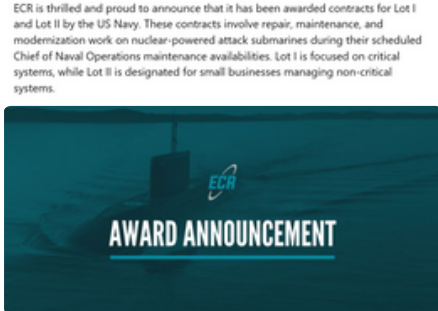 ECR is thrilled and proud to announce that it has been awarded contracts for Lot I
and Lot II by the US Navy. These contracts involve repair, maintenance, and
modernization work on nuclear-powered attack submarines during their scheduled
Chief of Naval Operations maintenance availabilities. Lot I is focused on critical
systems, while Lot II is designated for small businesses managing non-critical
systems.
ECR
AWARD ANNOUNCEMENT